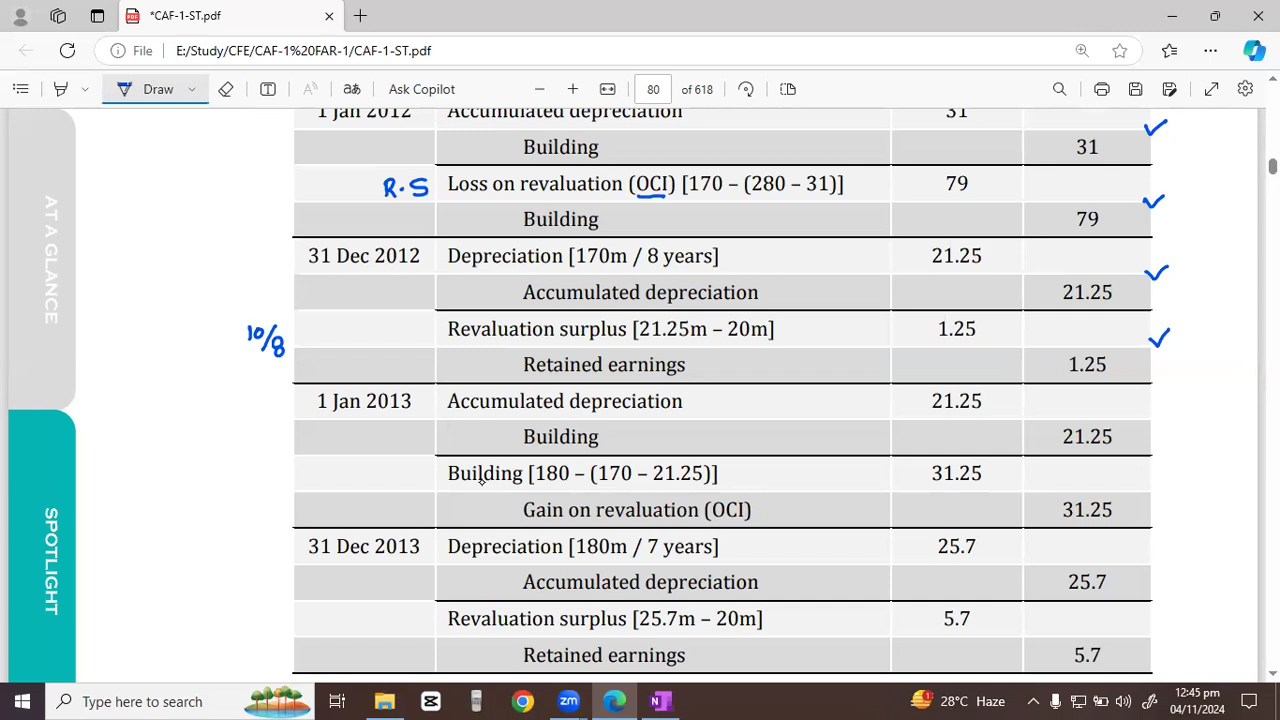 *CAF-1-ST.pdf
File E:/Study/CFE/CAF-1%20FAR-1/CAF-1-ST.pdf
Draw Ask Copilot 80 of 618
1 Jan 2012 Accumulated depreciation 31
Building 31
R.S Loss on revaluation (OCI) [170 – (280 – 31)] 79
Building 79
31 Dec 2012 Depreciation [170m / 8 years] 21.25
Accumulated depreciation 21.25
10/8 Revaluation surplus [21.25m – 20m] 1.25
Retained earnings 1.25
1 Jan 2013 Accumulated depreciation 21.25
Building 21.25
Building [180 – (170 – 21.25)] 31.25
Gain on revaluation (OCI) 31.25
31 Dec 2013 Depreciation [180m / 7 years] 25.7
Accumulated depreciation 25.7
Revaluation surplus [25.7m – 20m] 5.7
Retained earnings 5.7
AT A GLANCE
SPOTLIGHT
Type here to search
zm
N
1
28°C Haze
12:45 pm
04/11/2024